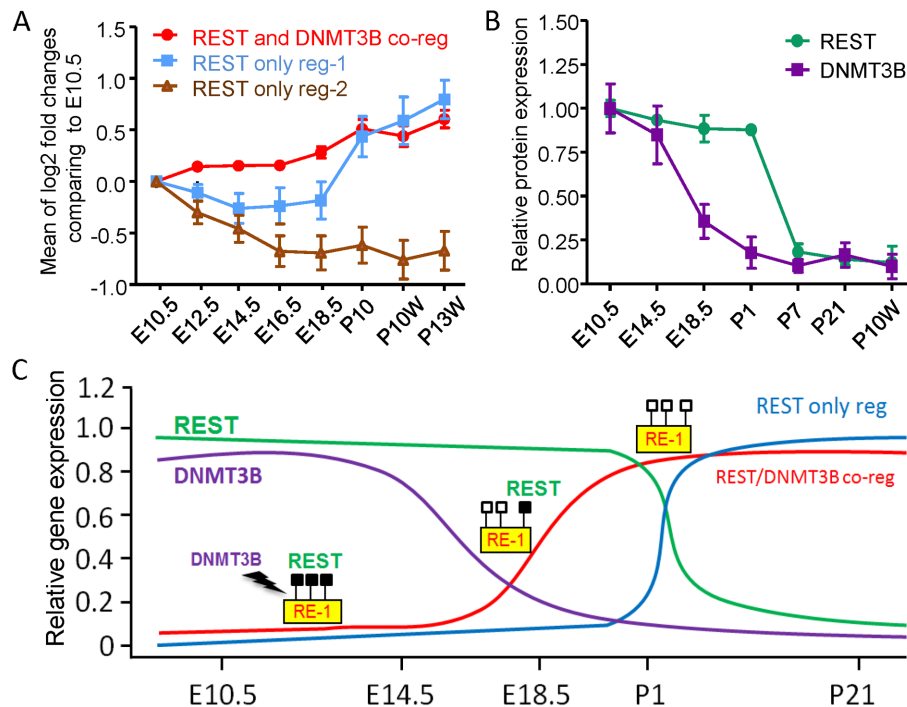 A
Mean of log2 fold changes
comparing to E10.5
1.5
1.0
0.5
0.0
-0.5
-1.0
REST and DNMT3B co-reg
REST only reg-1
REST only reg-2
E10.5
E12.5
E14.5
E16.5
E18.5
P10
P10W
P13W
B
Relative protein expression
1.50
1.25
1.00
0.75
0.50
0.25
0.00
REST
DNMT3B
E10.5
E14.5
E18.5
P1
P7
P21
P10W
C
Relative gene expression
1.2
1.0
0.8
0.6
0.4
0.2
0
REST
DNMT3B
DNMT3B
REST
RE-1
REST
RE-1
RE-1
REST only reg
REST/DNMT3B co-reg
E10.5
E14.5
E18.5
P1
P21